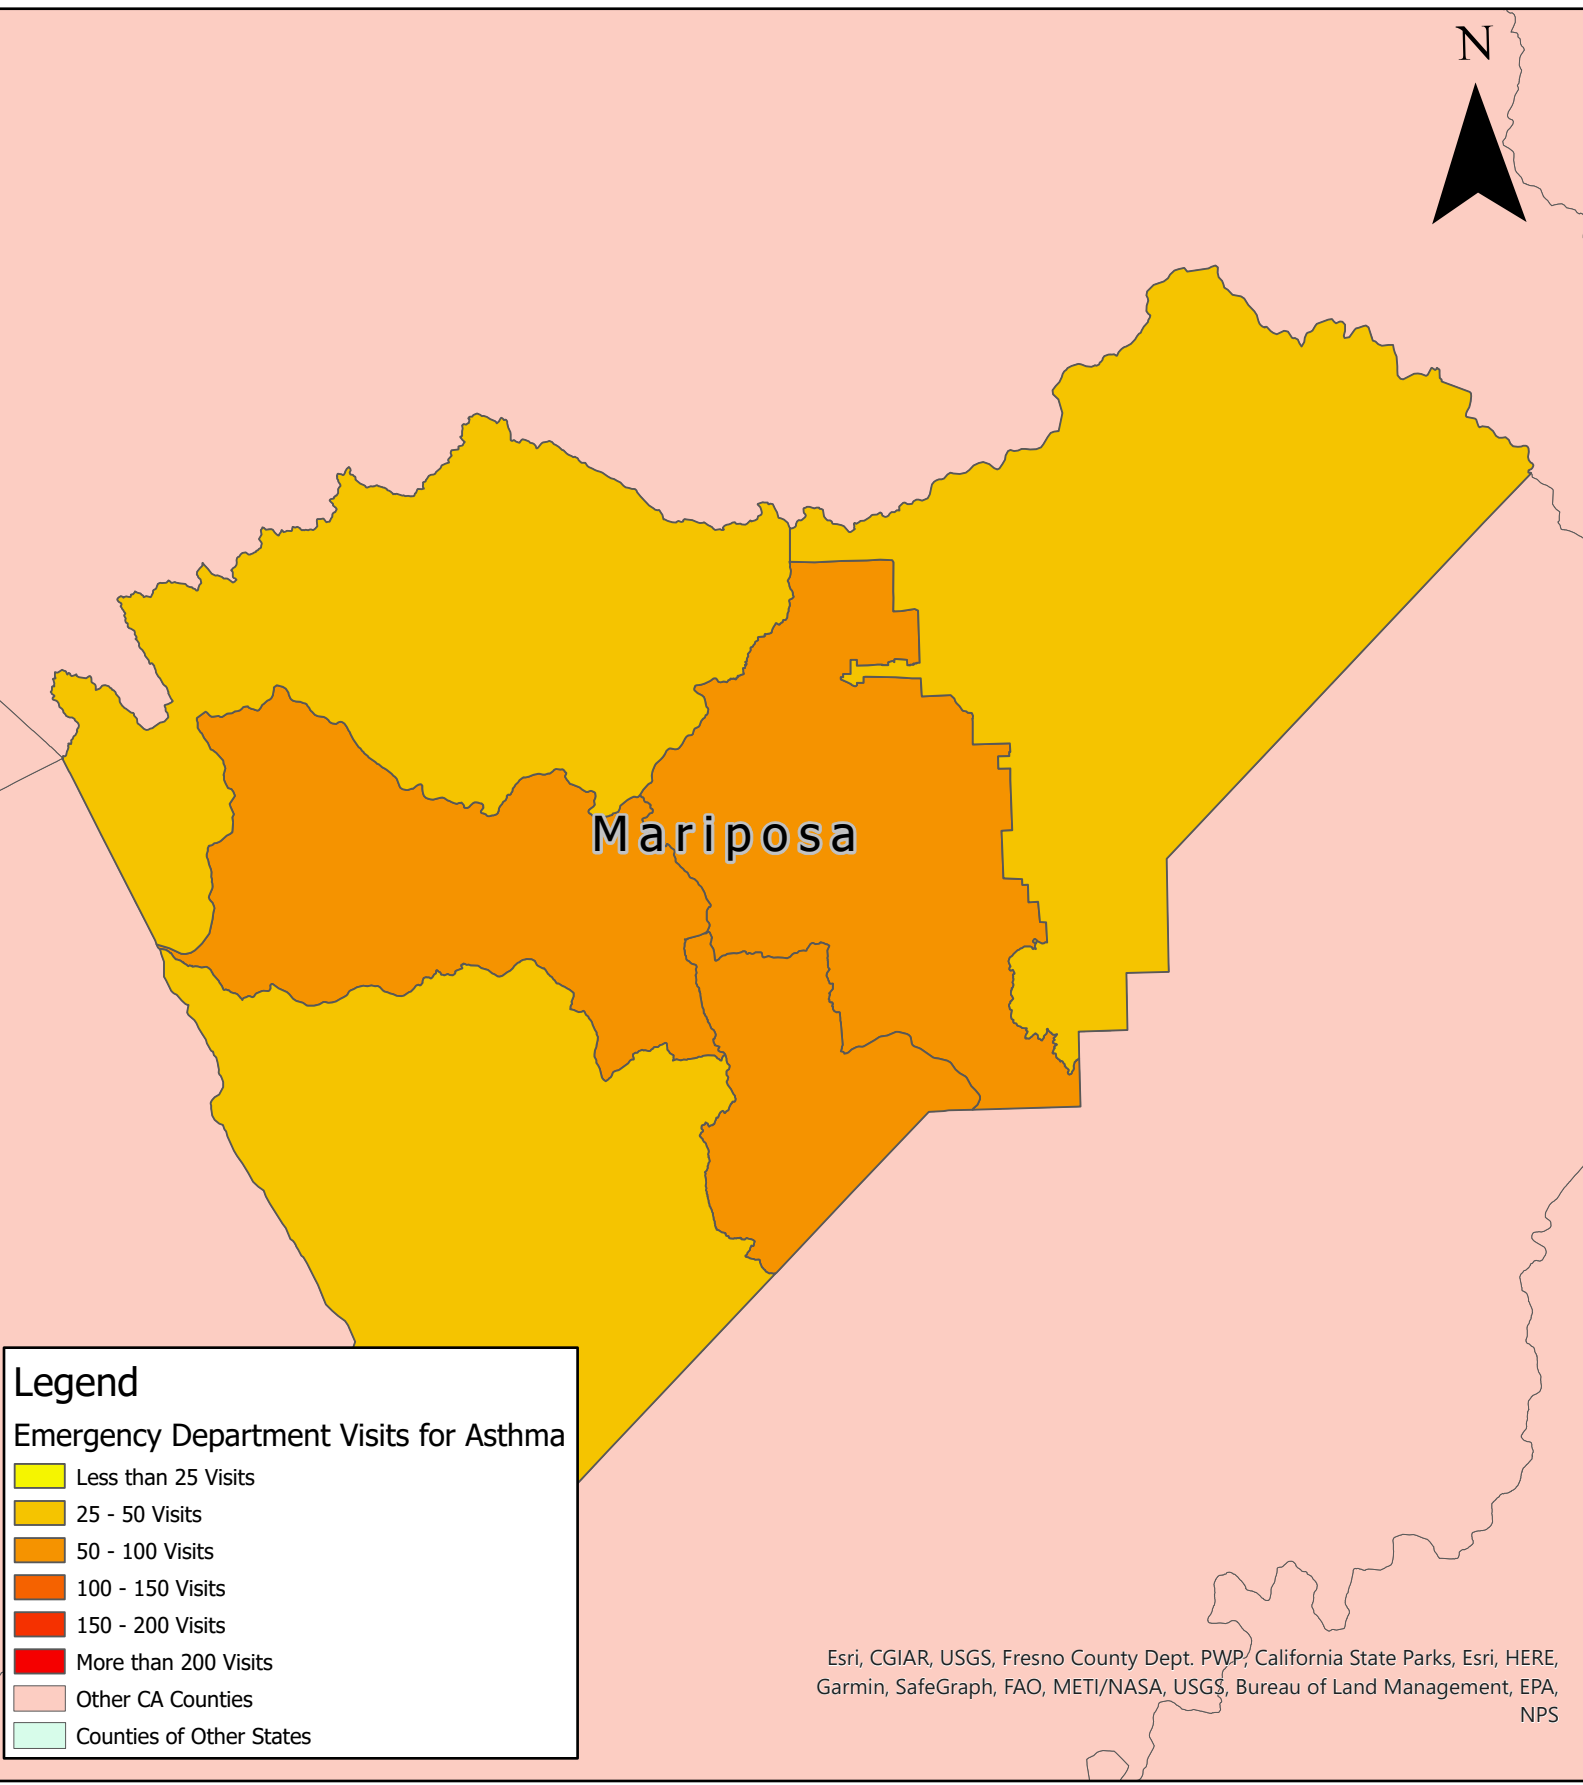 N
Mariposa
Legend
Emergency Department Visits for Asthma
Less than 25 Visits
25 - 50 Visits
50 - 100 Visits
100 - 150 Visits
150 - 200 Visits
More than 200 Visits
Other CA Counties
Counties of Other States
Esri, CGIAR, USGS, Fresno County Dept. PWP, California State Parks, Esri, HERE,
Garmin, SafeGraph, FAO, METI/NASA, USGS, Bureau of Land Management, EPA,
NPS